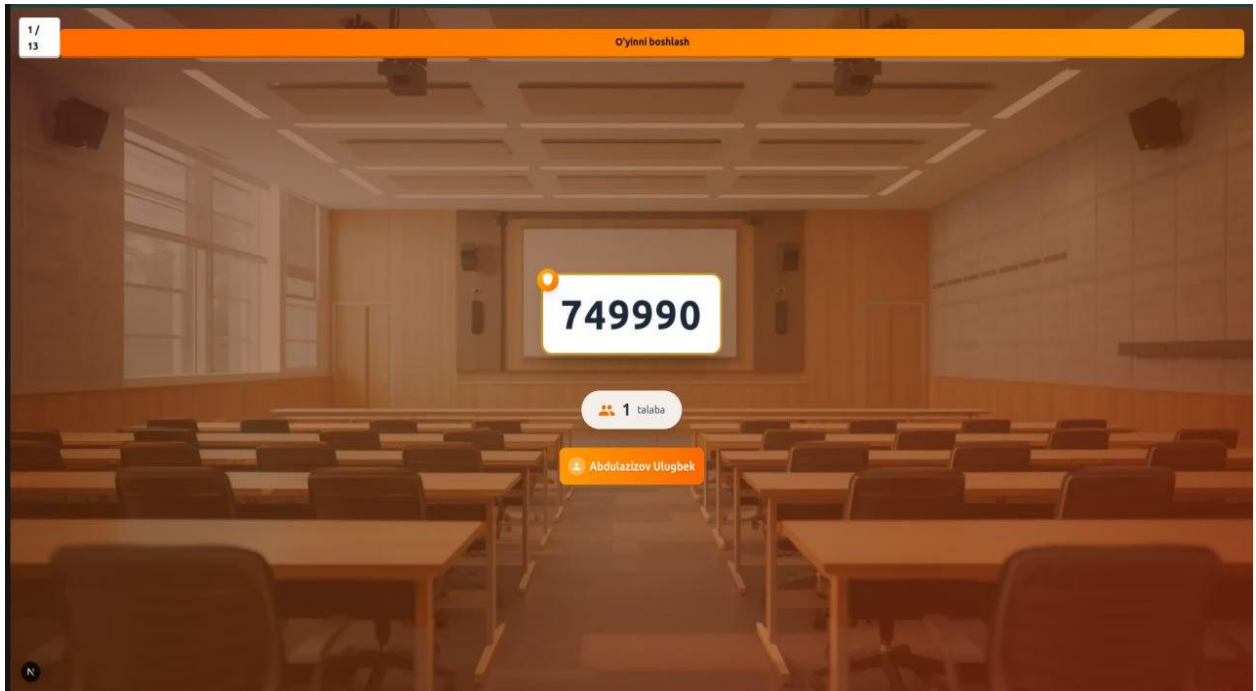 1 /
13
O'yinni boshlash
749990
1 talaba
Abdulazizov Ulugbek
N